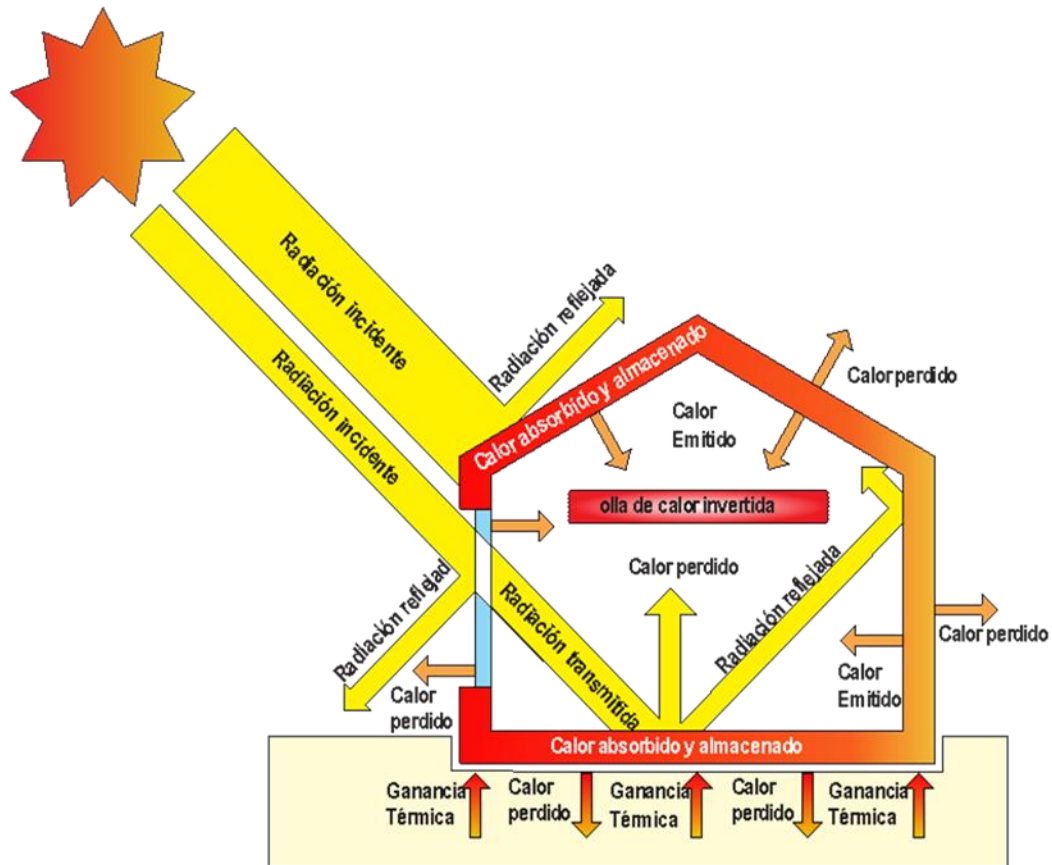 Radiación incidente
Radiación incidente
Radiación reflejada
Calor absorbido y almacenado
Calor perdido
Calor
Emitido
olla de calor invertida
Calor perdido
Radiación reflejada
Radiación reflejad
Radiación transmitida
Calor perdido
Calor
Emitido
Calor
perdido
Calor absorbido y almacenado
Ganancia
Térmica
Calor
perdido
Ganancia
Térmica
Calor
perdido
Ganancia
Térmica